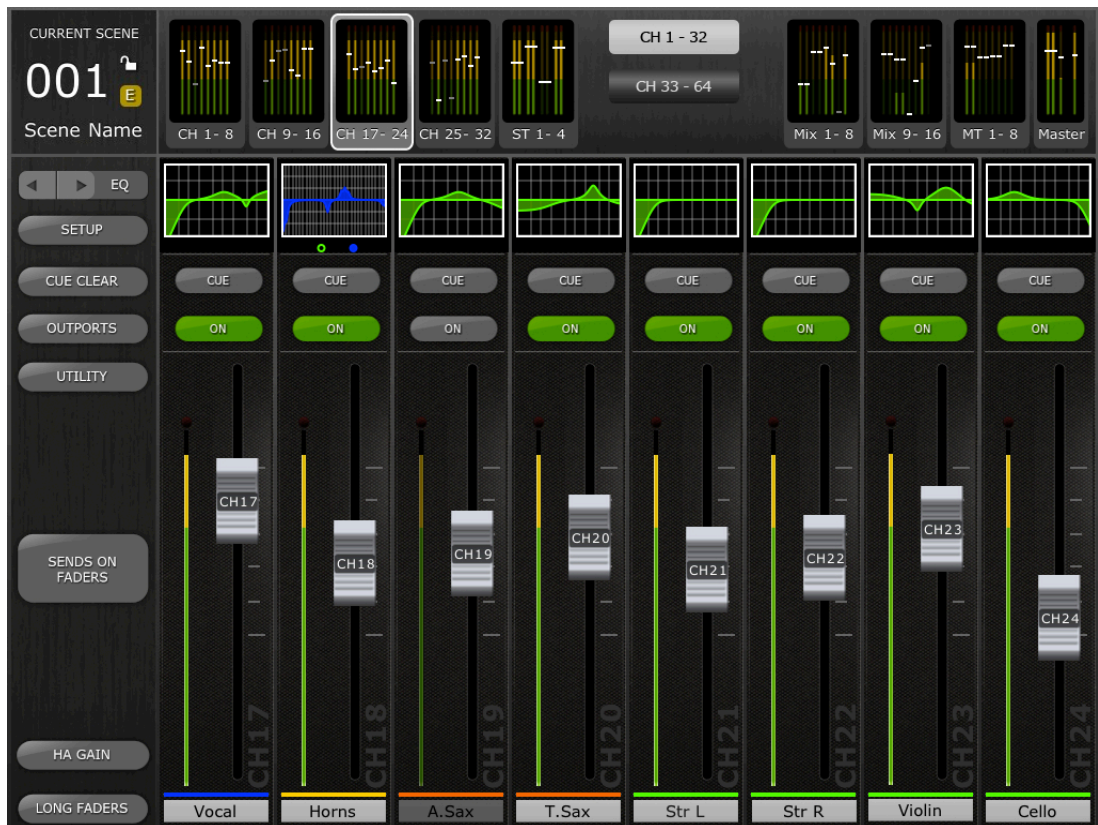 CURRENT SCENE
001
E
Scene Name
CH 1- 8
CH 9- 16
CH 17- 24
CH 25- 32
ST 1- 4
CH 1 - 32
CH 33 - 64
Mix 1- 8
Mix 9- 16
MT 1- 8
Master
EQ
SETUP
CUE CLEAR
OUTPORTS
UTILITY
SENDS ON
FADERS
HA GAIN
LONG FADERS
CUE CUE CUE CUE CUE CUE CUE CUE
ON ON ON ON ON ON ON ON
CH17 CH18 CH19 CH20 CH21 CH22 CH23 CH24
CH17 CH18 CH19 CH20 CH21 CH22 CH23 CH24
Vocal Horns A.Sax T.Sax Str L Str R Violin Cello